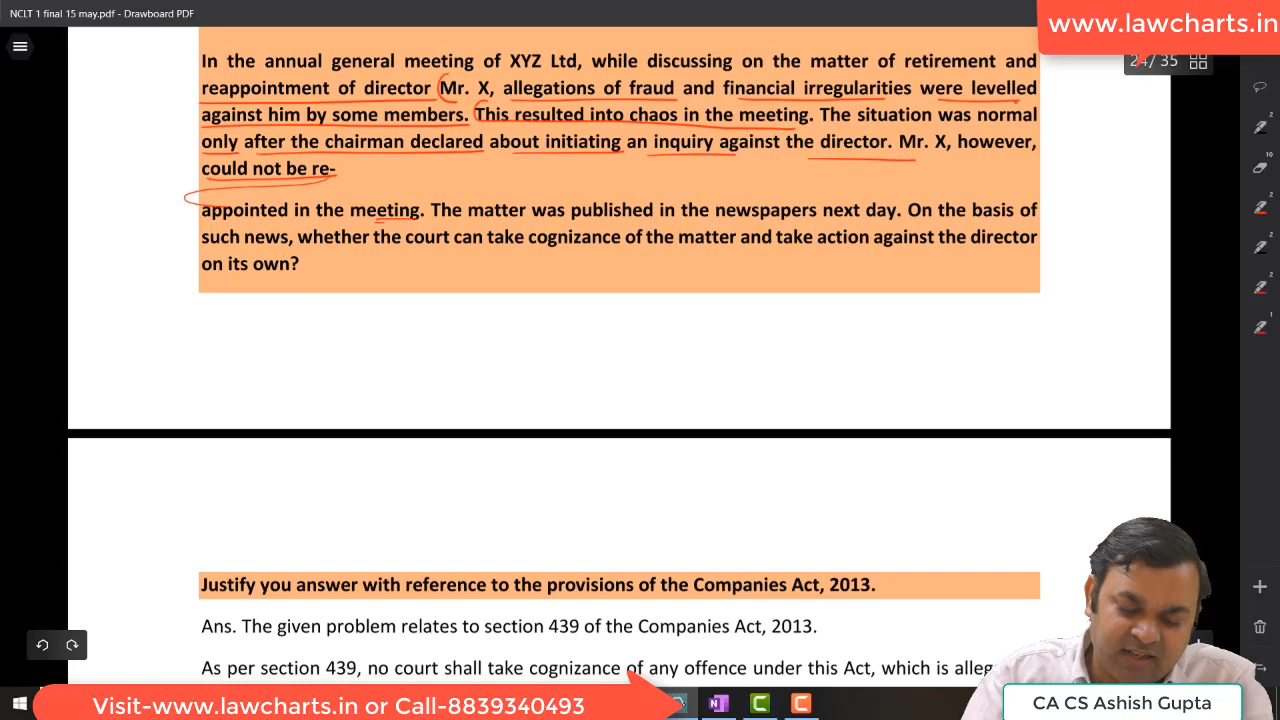 NCLT 1 final 15 may.pdf - Drawboard PDF
www.lawcharts.in
24/ 35
In the annual general meeting of XYZ Ltd, while discussing on the matter of retirement and
reappointment of director Mr. X, allegations of fraud and financial irregularities were levelled
against him by some members. This resulted into chaos in the meeting. The situation was normal
only after the chairman declared about initiating an inquiry against the director. Mr. X, however,
could not be re-
appointed in the meeting. The matter was published in the newspapers next day. On the basis of
such news, whether the court can take cognizance of the matter and take action against the director
on its own?
Justify you answer with reference to the provisions of the Companies Act, 2013.
Ans. The given problem relates to section 439 of the Companies Act, 2013.
As per section 439, no court shall take cognizance of any offence under this Act, which is
Visit-www.lawcharts.in or Call-8839340493
CA CS Ashish Gupta
2
10
2
2
2
1